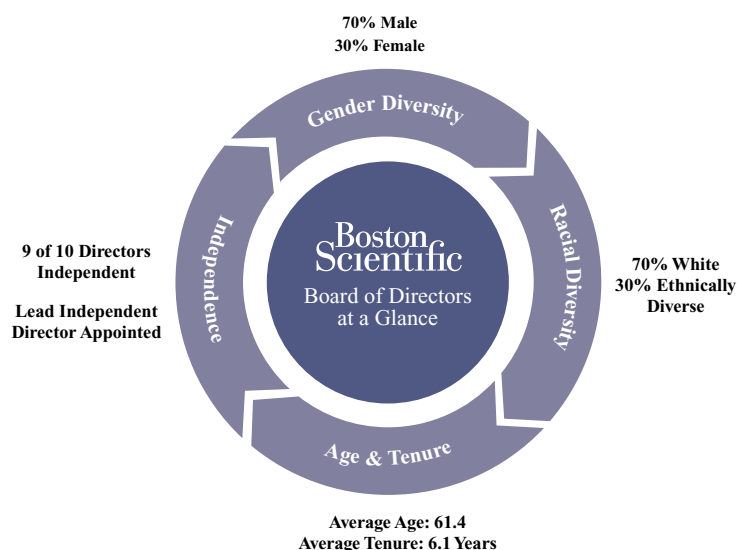 70% Male
30% Female
Gender Diversity
Racial Diversity
70% White
30% Ethnically
Diverse
Age & Tenure
Average Age: 61.4
Average Tenure: 6.1 Years
Independence
9 of 10 Directors
Independent
Lead Independent
Director Appointed
Boston
Scientific
Board of Directors
at a Glance